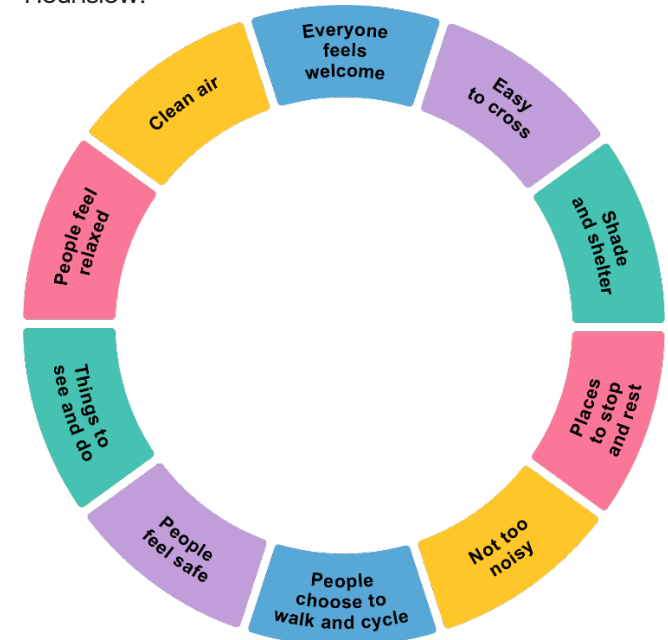 Everyone
feels
welcome
Easy
to cross
Shade
and shelter
Places
to stop
and rest
Not too
noisy
People
choose to
walk and cycle
People
feel safe
Things to
see and do
People feel
relaxed
Clean air